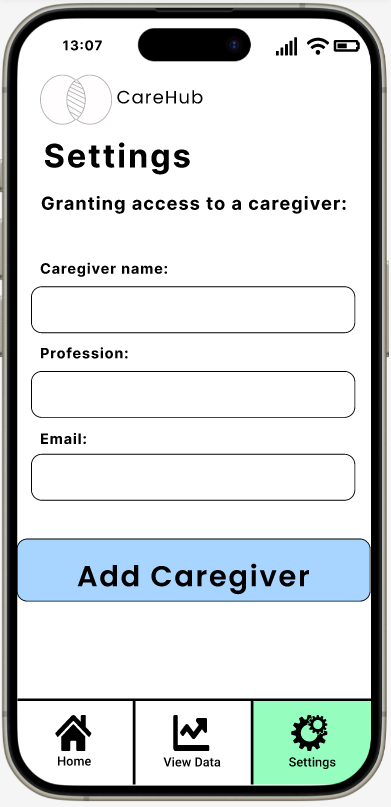 13:07
CareHub
Settings
Granting access to a caregiver:
Caregiver name:
Profession:
Email:
Add Caregiver
Home
View Data
Settings